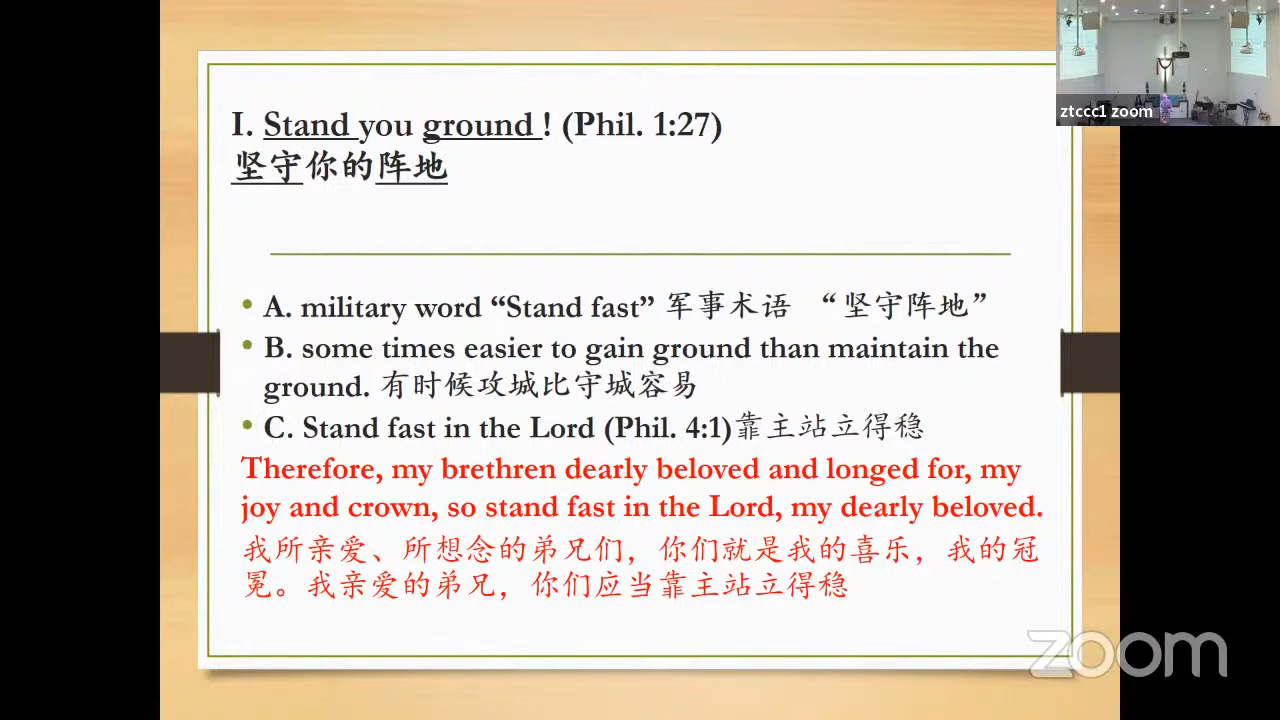 I. Stand you ground ! (Phil. 1:27)
坚守你的阵地
• A. military word “Stand fast” 军事术语 “坚守阵地”
• B. some times easier to gain ground than maintain the
ground. 有时候攻城比守城容易
• C. Stand fast in the Lord (Phil. 4:1)靠主站立得稳
Therefore, my brethren dearly beloved and longed for, my
joy and crown, so stand fast in the Lord, my dearly beloved.
我所亲爱、所想念的弟兄们，你们就是我的喜乐，我的冠
冕。我亲爱的弟兄，你们应当靠主站立得稳
ztccc1 zoom
zoom